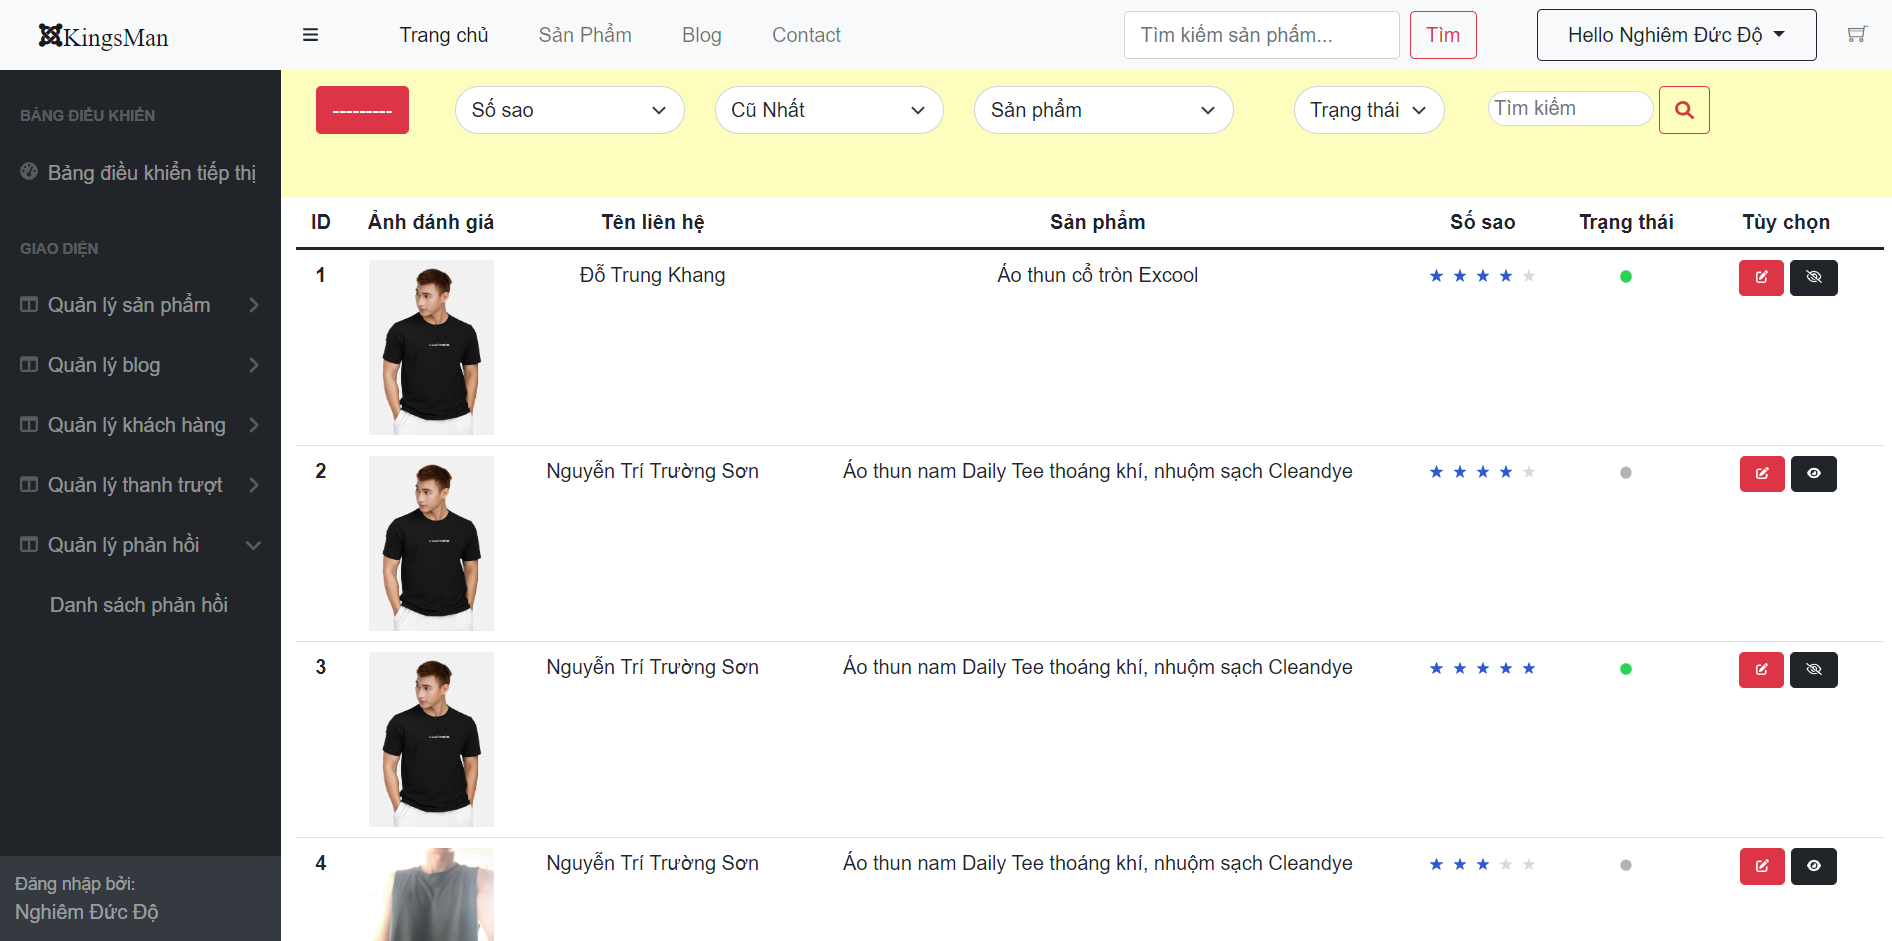 KingsMan
Trang chủ
Sản Phẩm
Blog
Contact
Tìm kiếm sản phẩm...
Tìm
Hello Nghiêm Đức Độ
BẢNG ĐIỀU KHIỂN
Bảng điều khiển tiếp thị
GIAO DIỆN
Quản lý sản phẩm
Quản lý blog
Quản lý khách hàng
Quản lý thanh trượt
Quản lý phản hồi
Danh sách phản hồi
Đăng nhập bởi:
Nghiêm Đức Độ
---------
Số sao
Cũ Nhất
Sản phẩm
Trạng thái
Tìm kiếm
ID Ảnh đánh giá Tên liên hệ Sản phẩm Số sao Trạng thái Tùy chọn
1 Đỗ Trung Khang Áo thun cổ tròn Excool
2 Nguyễn Trí Trường Sơn Áo thun nam Daily Tee thoáng khí, nhuộm sạch Cleandye
3 Nguyễn Trí Trường Sơn Áo thun nam Daily Tee thoáng khí, nhuộm sạch Cleandye
4 Nguyễn Trí Trường Sơn Áo thun nam Daily Tee thoáng khí, nhuộm sạch Cleandye